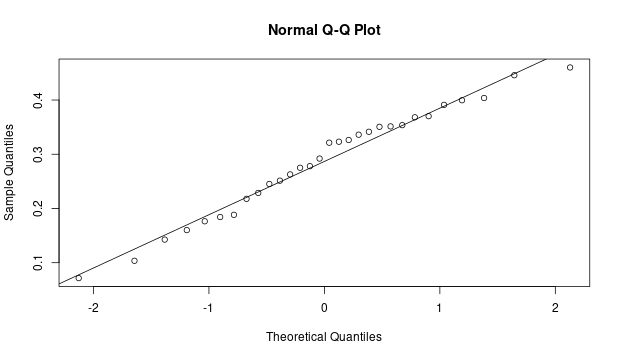 Normal Q-Q Plot
Sample Quantiles
0.4
0.3
0.2
0.1
-2 -1 0 1 2
Theoretical Quantiles